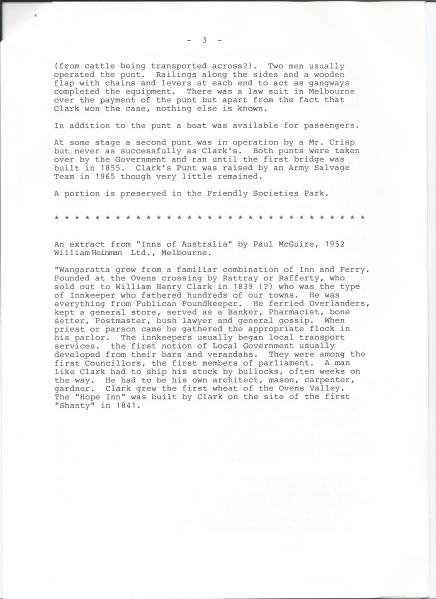 - 3 -
(from cattle being transported across?). Two men usually
operated the punt. Railings along the sides and a wooden
flap with chains and levers at each end to act as gangways
completed the equipment. There was a law suit in Melbourne
over the payment of the punt but apart from the fact that
Clark won the case, nothing else is known.
In addition to the punt a boat was available for passengers.
At some stage a second punt was in operation by a Mr. Crisp
but never as successfully as Clark's. Both punts were taken
over by the Government and ran until the first bridge was
built in 1855. Clark's Punt was raised by an Army Salvage
Team in 1965 though very little remained.
A portion is preserved in the Friendly Societies Park.
* * * * * * * * * * * * * * * * * * * * * * * * * * * * * * *
An extract from "Inns of Australia" by Paul McGuire, 1952
William Heinman Ltd., Melbourne.
"Wangaratta grew from a familiar combination of Inn and Ferry.
Founded at the Ovens crossing by Rattray or Rafferty, who
sold out to William Henry Clark in 1839 (?) who was the type
of Innkeeper who fathered hundreds of our towns. He was
everything from Publican Poundkeeper. He ferried Overlanders,
kept a general store, served as a Banker, Pharmacist, bone
setter, Postmaster, bush lawyer and general gossip. When
priest or parson came he gathered the appropriate flock in
his parlor. The innkeepers usually began local transport
services. the first notion of Local Government usually
developed from their bars and verandahs. They were among the
first Councillors, the first members of parliament. A man
like Clark had to ship his stock by bullocks, often weeks on
the way. He had to be his own architect, mason, carpenter,
gardner. Clark grew the first wheat of the Ovens Valley.
The "Hope Inn" was built by Clark on the site of the first
"Shanty" in 1841.